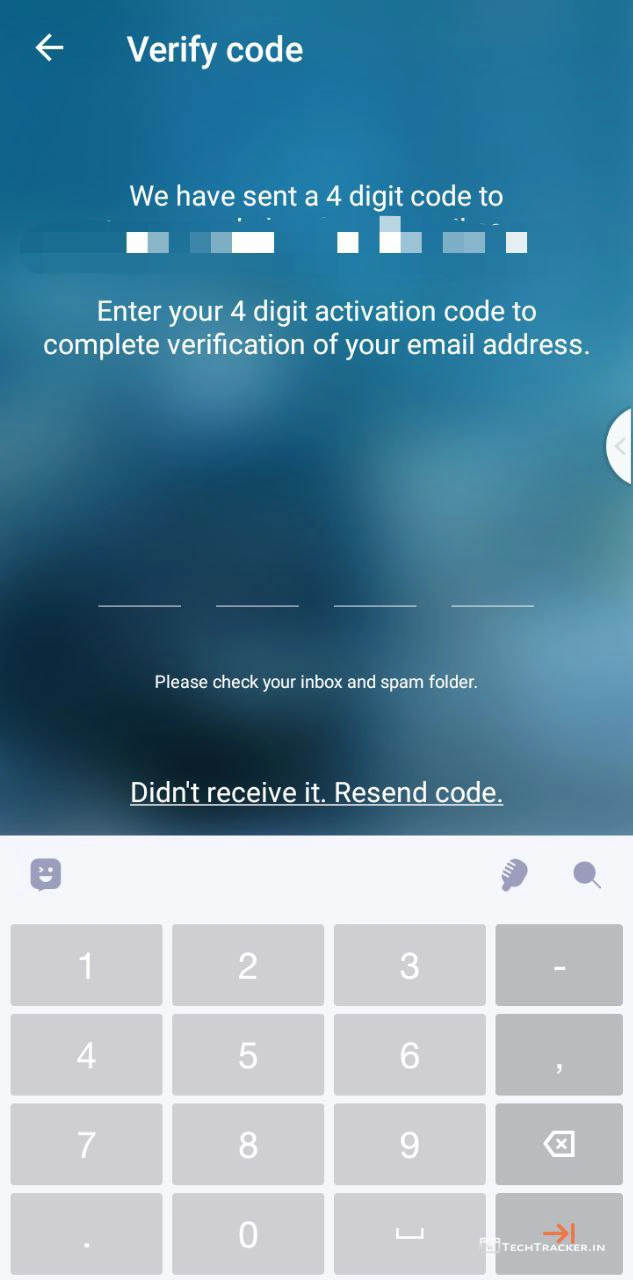 Verify code
We have sent a 4 digit code to
Enter your 4 digit activation code to
complete verification of your email address.
Please check your inbox and spam folder.
Didn't receive it. Resend code.
1 2 3 -
4 5 6 ,
7 8 9
. 0
TECHTRACKER.IN